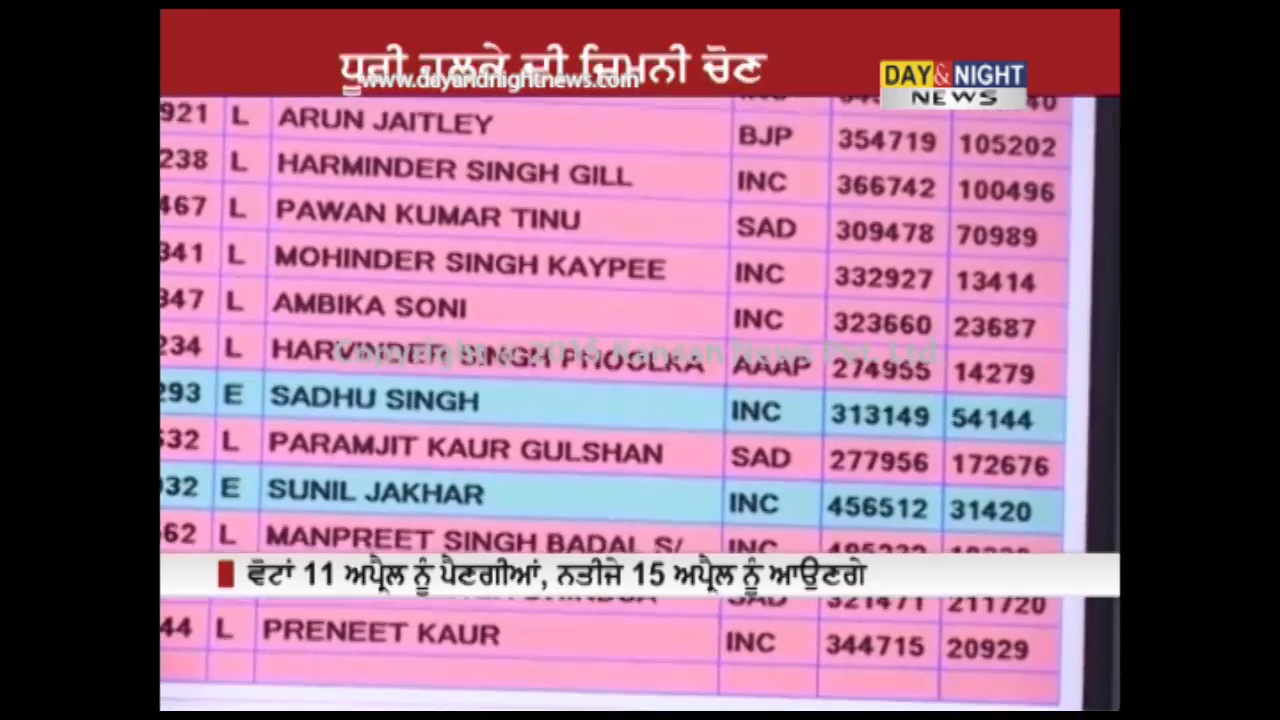 ਧੂਰੀ ਹਲਕੇ ਦੀ ਜ਼ਿਮਨੀ ਚੋਣ
www.dayandnightnews.com
DAY & NIGHT
NEWS
40
921 L ARUN JAITLEY BJP 354719 105202
238 L HARMINDER SINGH GILL INC 366742 100496
467 L PAWAN KUMAR TINU SAD 309478 70989
341 L MOHINDER SINGH KAYPEE INC 332927 13414
347 L AMBIKA SONI INC 323660 23687
234 L HARVINDER SINGH PHOOLKA AAAP 274955 14279
293 E SADHU SINGH INC 313149 54144
532 L PARAMJIT KAUR GULSHAN SAD 277956 172676
032 E SUNIL JAKHAR INC 456512 31420
662 L MANPREET SINGH BADAL S/ INC
ਵੋਟਾਂ 11 ਅਪ੍ਰੈਲ ਨੂੰ ਪੈਣਗੀਆਂ, ਨਤੀਜੇ 15 ਅਪ੍ਰੈਲ ਨੂੰ ਆਉਣਗੇ
SAD 321471 211720
44 L PRENEET KAUR INC 344715 20929